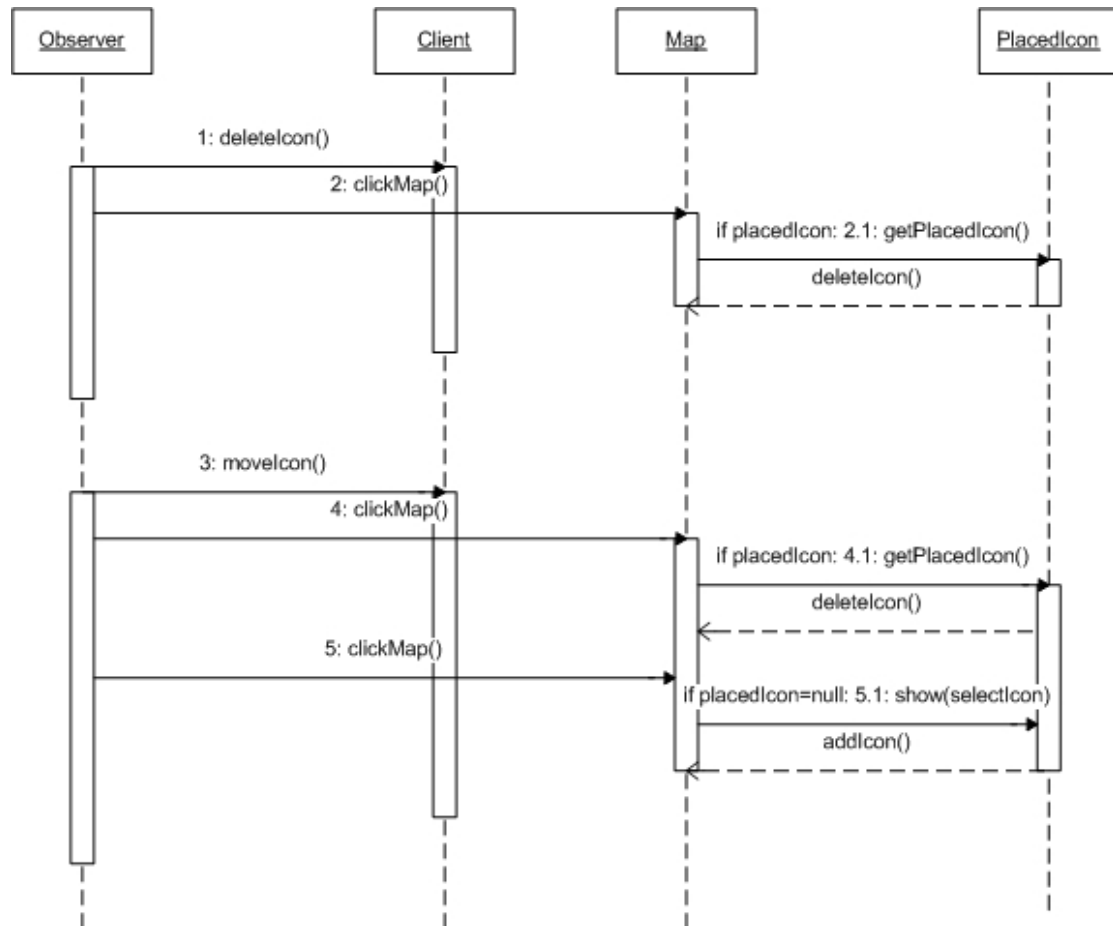 Observer
Client
Map
PlacedIcon
1: deleteIcon()
2: clickMap()
if placedIcon: 2.1: getPlacedIcon()
deleteIcon()
3: moveIcon()
4: clickMap()
if placedIcon: 4.1: getPlacedIcon()
deleteIcon()
5: clickMap()
if placedIcon=null: 5.1: show(selectIcon)
addIcon()